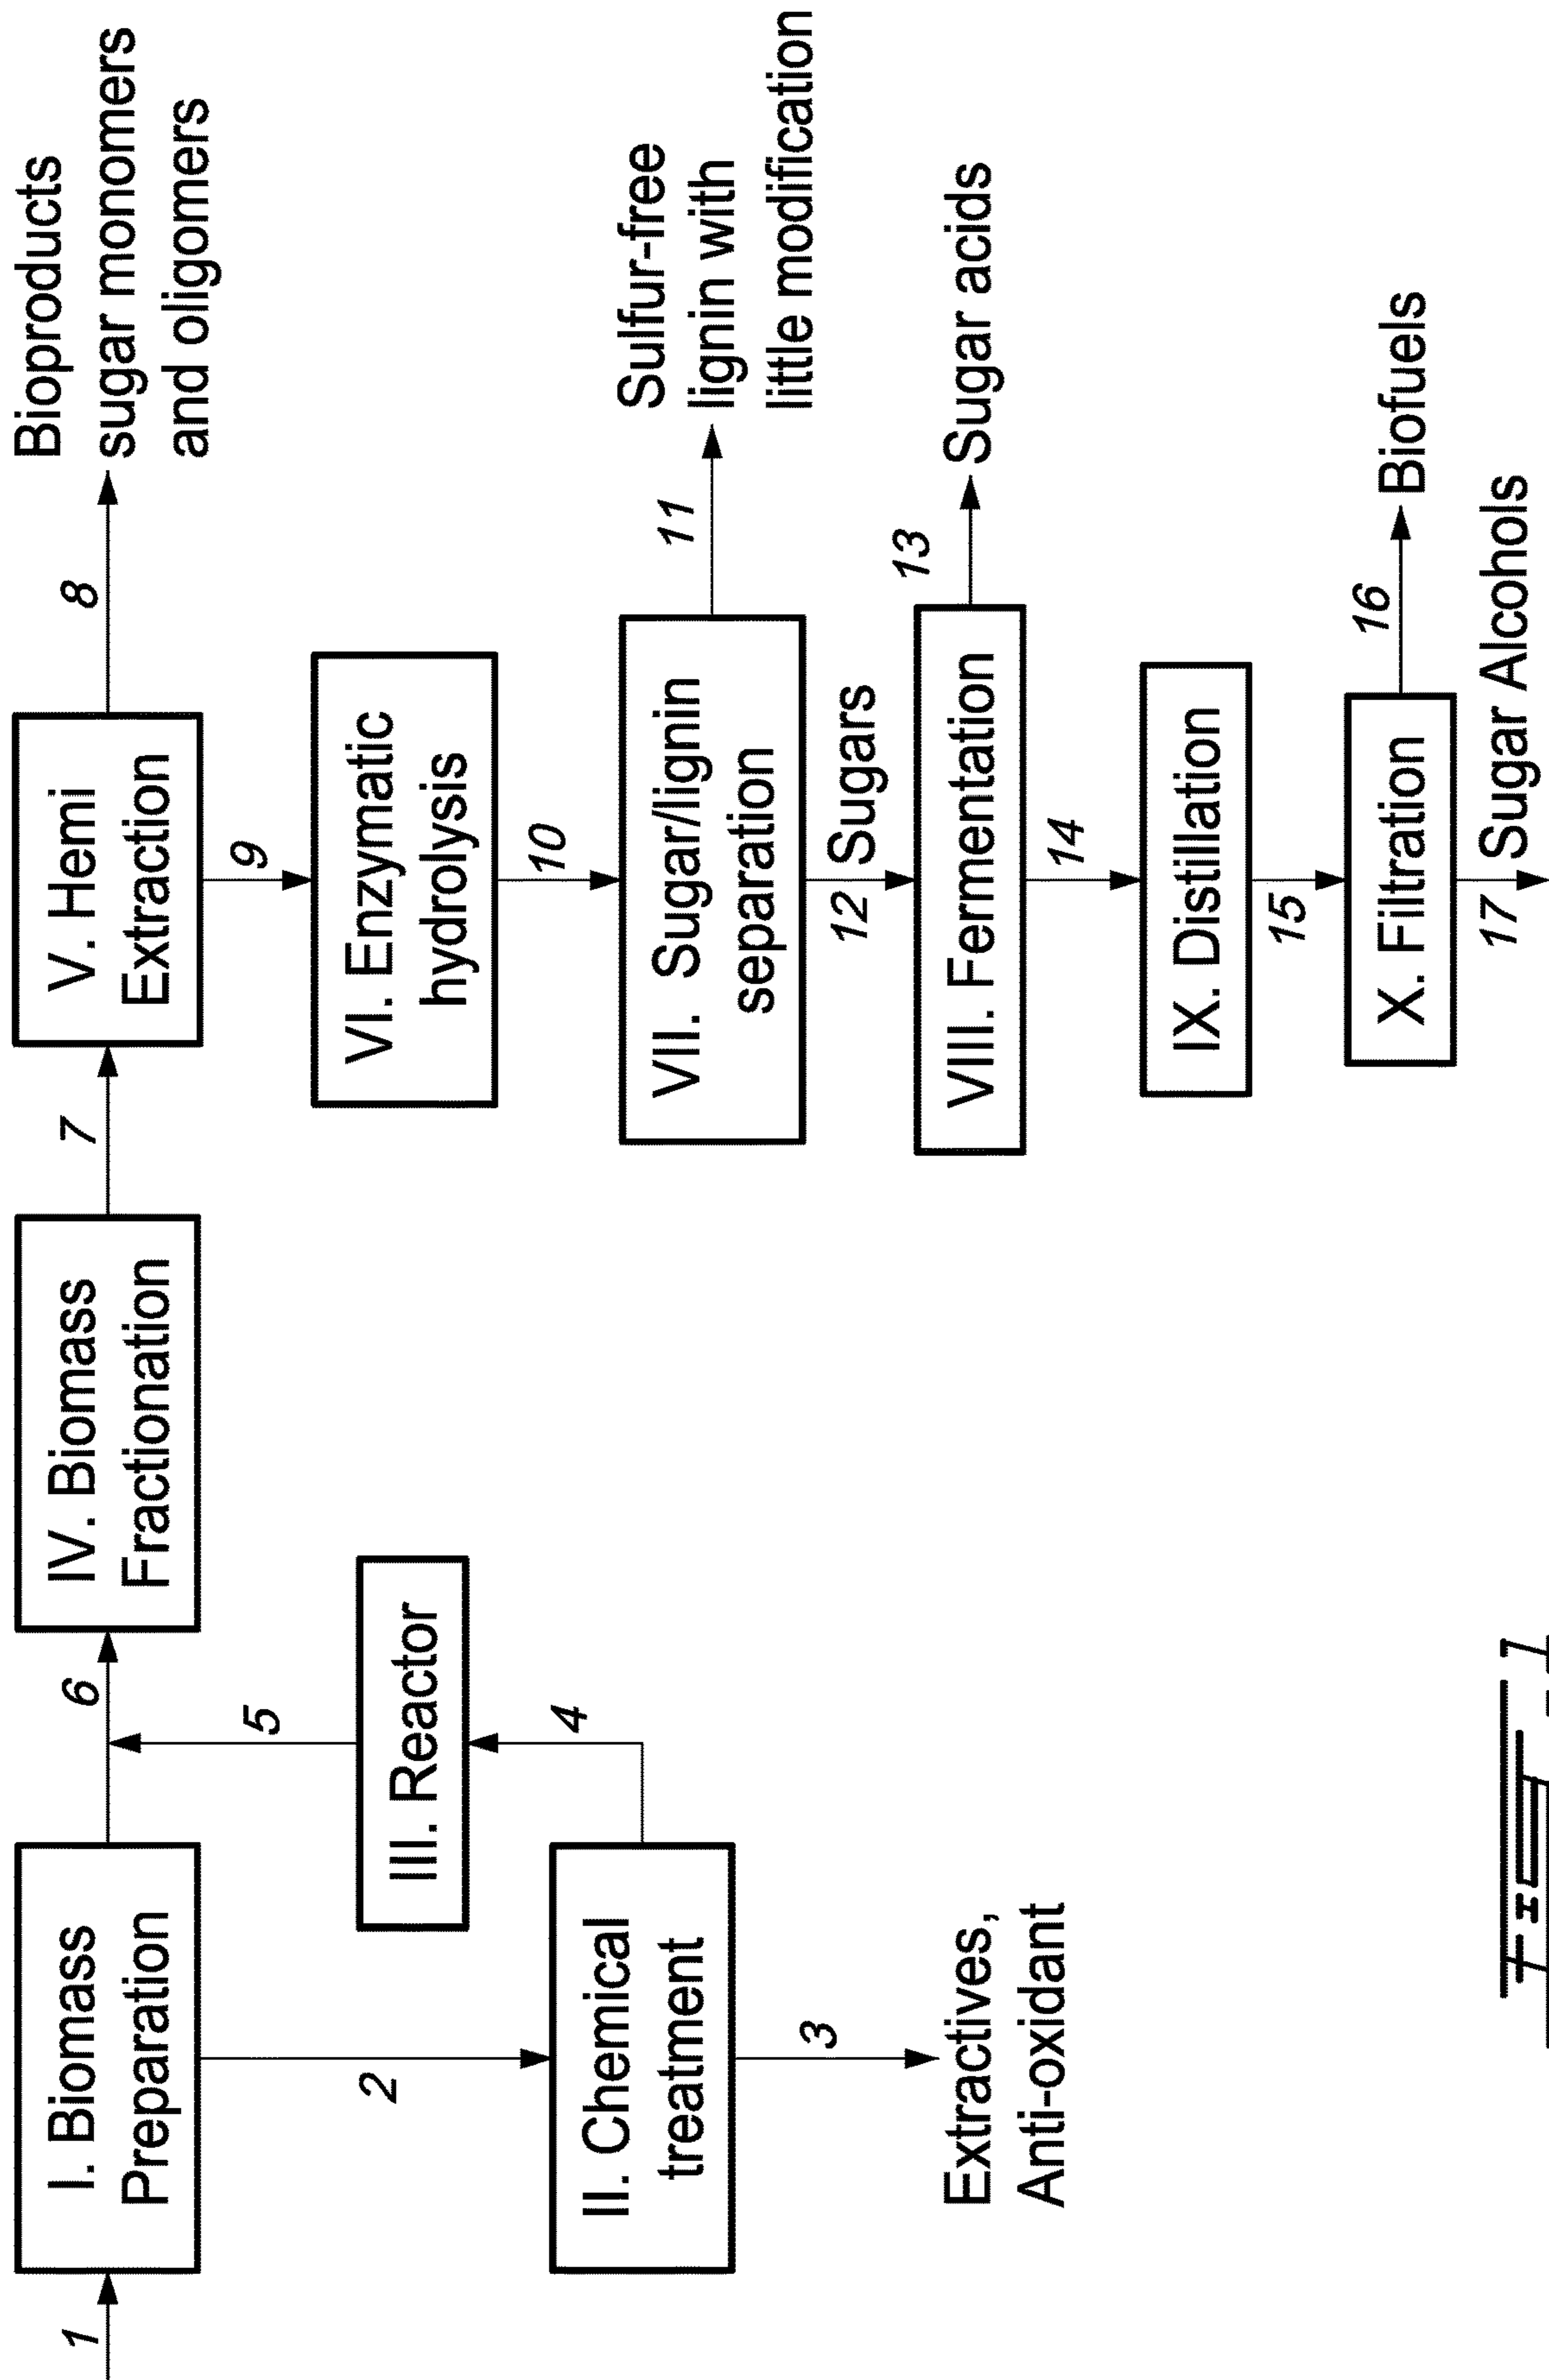 1
I. Biomass
Preparation
6
IV. Biomass
Fractionation
7
V. Hemi
Extraction
8
Bioproducts
sugar monomers
and oligomers
2
5
9
III. Reactor
VI. Enzymatic
hydrolysis
4
10
II. Chemical
treatment
VII. Sugar/lignin
separation
11
Sulfur-free
lignin with
little modification
3
12
Sugars
Extractives,
Anti-oxidant
VIII. Fermentation
13
Sugar acids
14
IX. Distillation
15
X. Filtration
16
Biofuels
17
Sugar Alcohols